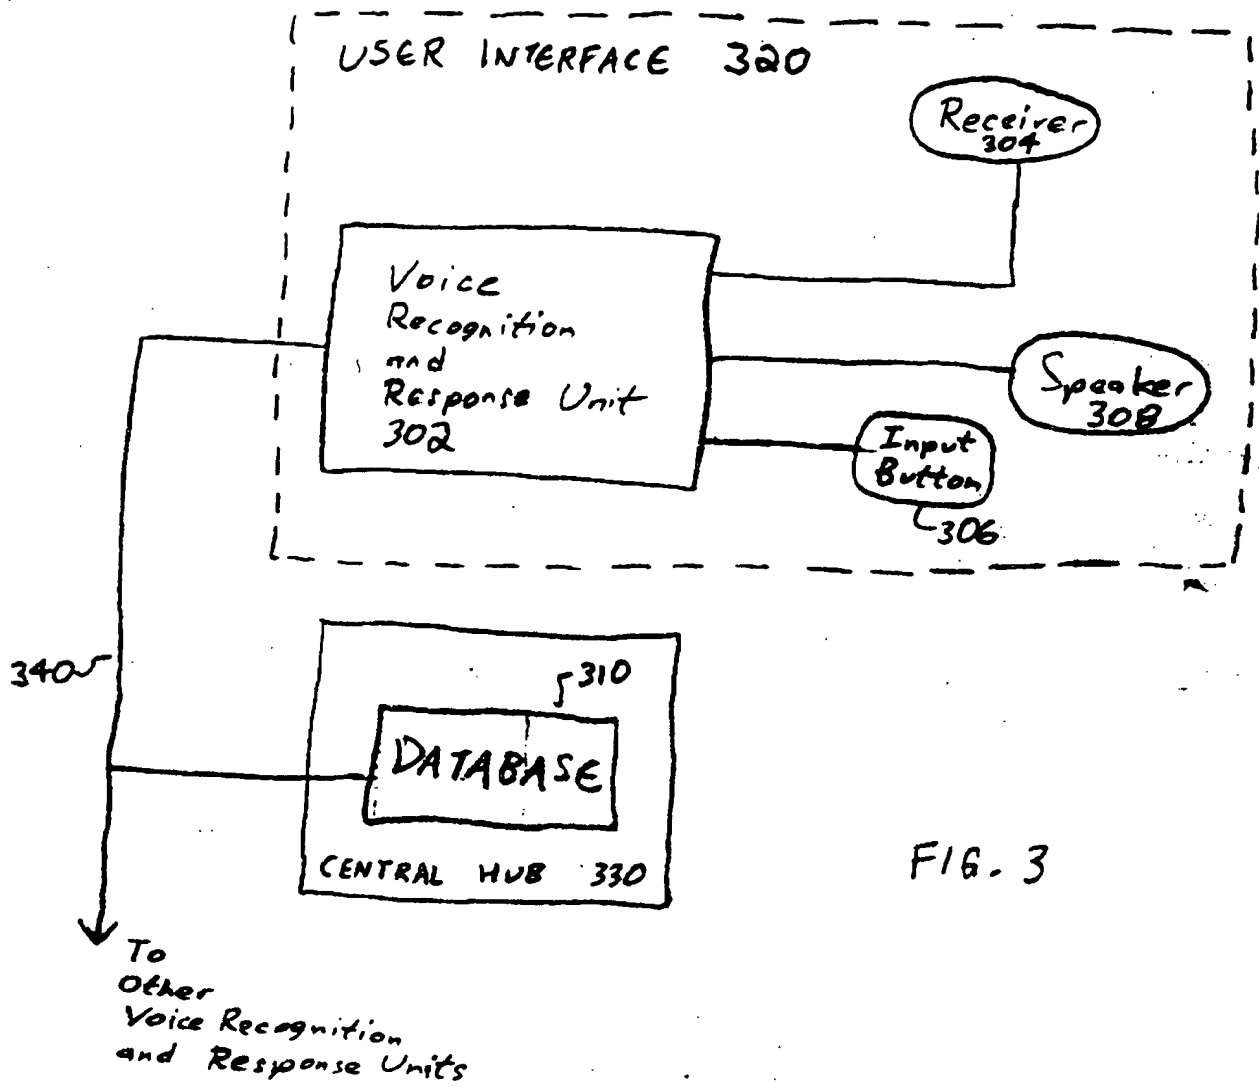 USER INTERFACE 320
Receiver
304
Voice
Recognition
and
Response Unit
302
Speaker
308
Input
Button
306
340
310
DATABASE
CENTRAL HUB 330
FIG. 3
To
Other
Voice Recognition
and Response Units